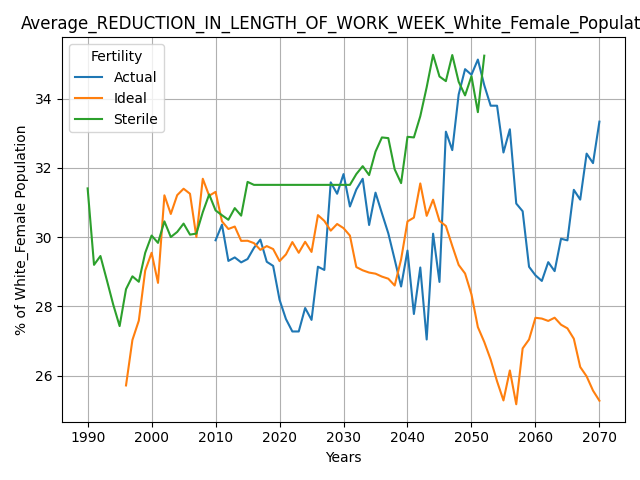 Average_REDUCTION_IN_LENGTH_OF_WORK_WEEK_White_Female_Populat
Fertility
Actual
Ideal
Sterile
% of White_Female Population
34
32
30
28
26
1990 2000 2010 2020 2030 2040 2050 2060 2070
Years